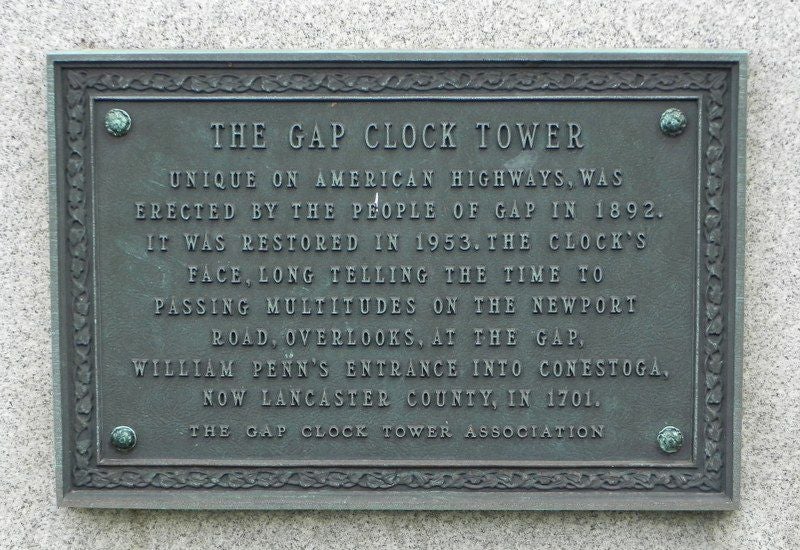 THE GAP CLOCK TOWER
UNIQUE ON AMERICAN HIGHWAYS, WAS
ERECTED BY THE PEOPLE OF GAP IN 1892.
IT WAS RESTORED IN 1953. THE CLOCK'S
FACE, LONG TELLING THE TIME TO
PASSING MULTITUDES ON THE NEWPORT
ROAD, OVERLOOKS, AT THE GAP,
WILLIAM PENN'S ENTRANCE INTO CONESTOGA,
NOW LANCASTER COUNTY, IN 1701.
THE GAP CLOCK TOWER ASSOCIATION